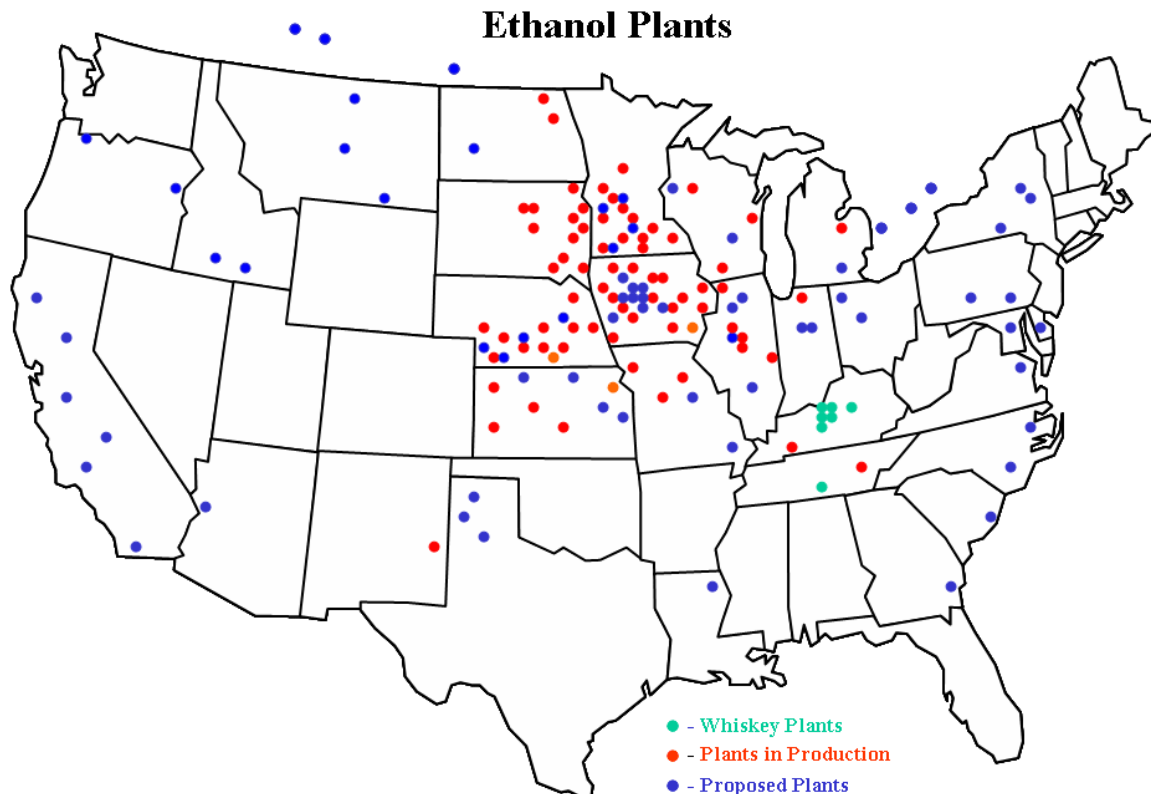 Ethanol Plants
- Whiskey Plants
- Plants in Production
- Proposed Plants